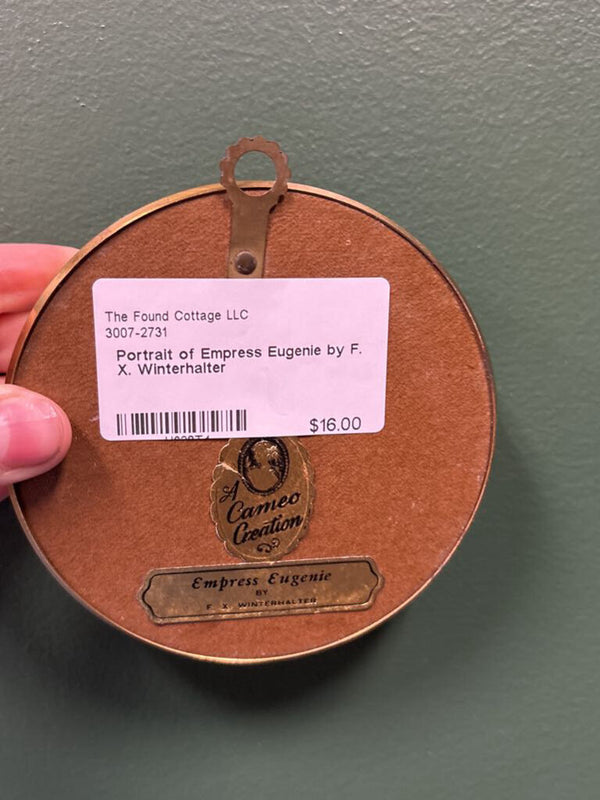 The Found Cottage LLC
3007-2731
Portrait of Empress Eugenie by F.
X. Winterhalter
$16.00
A
Cameo
Creation
Empress Eugenie
BY
F. X. WINTERHALTER